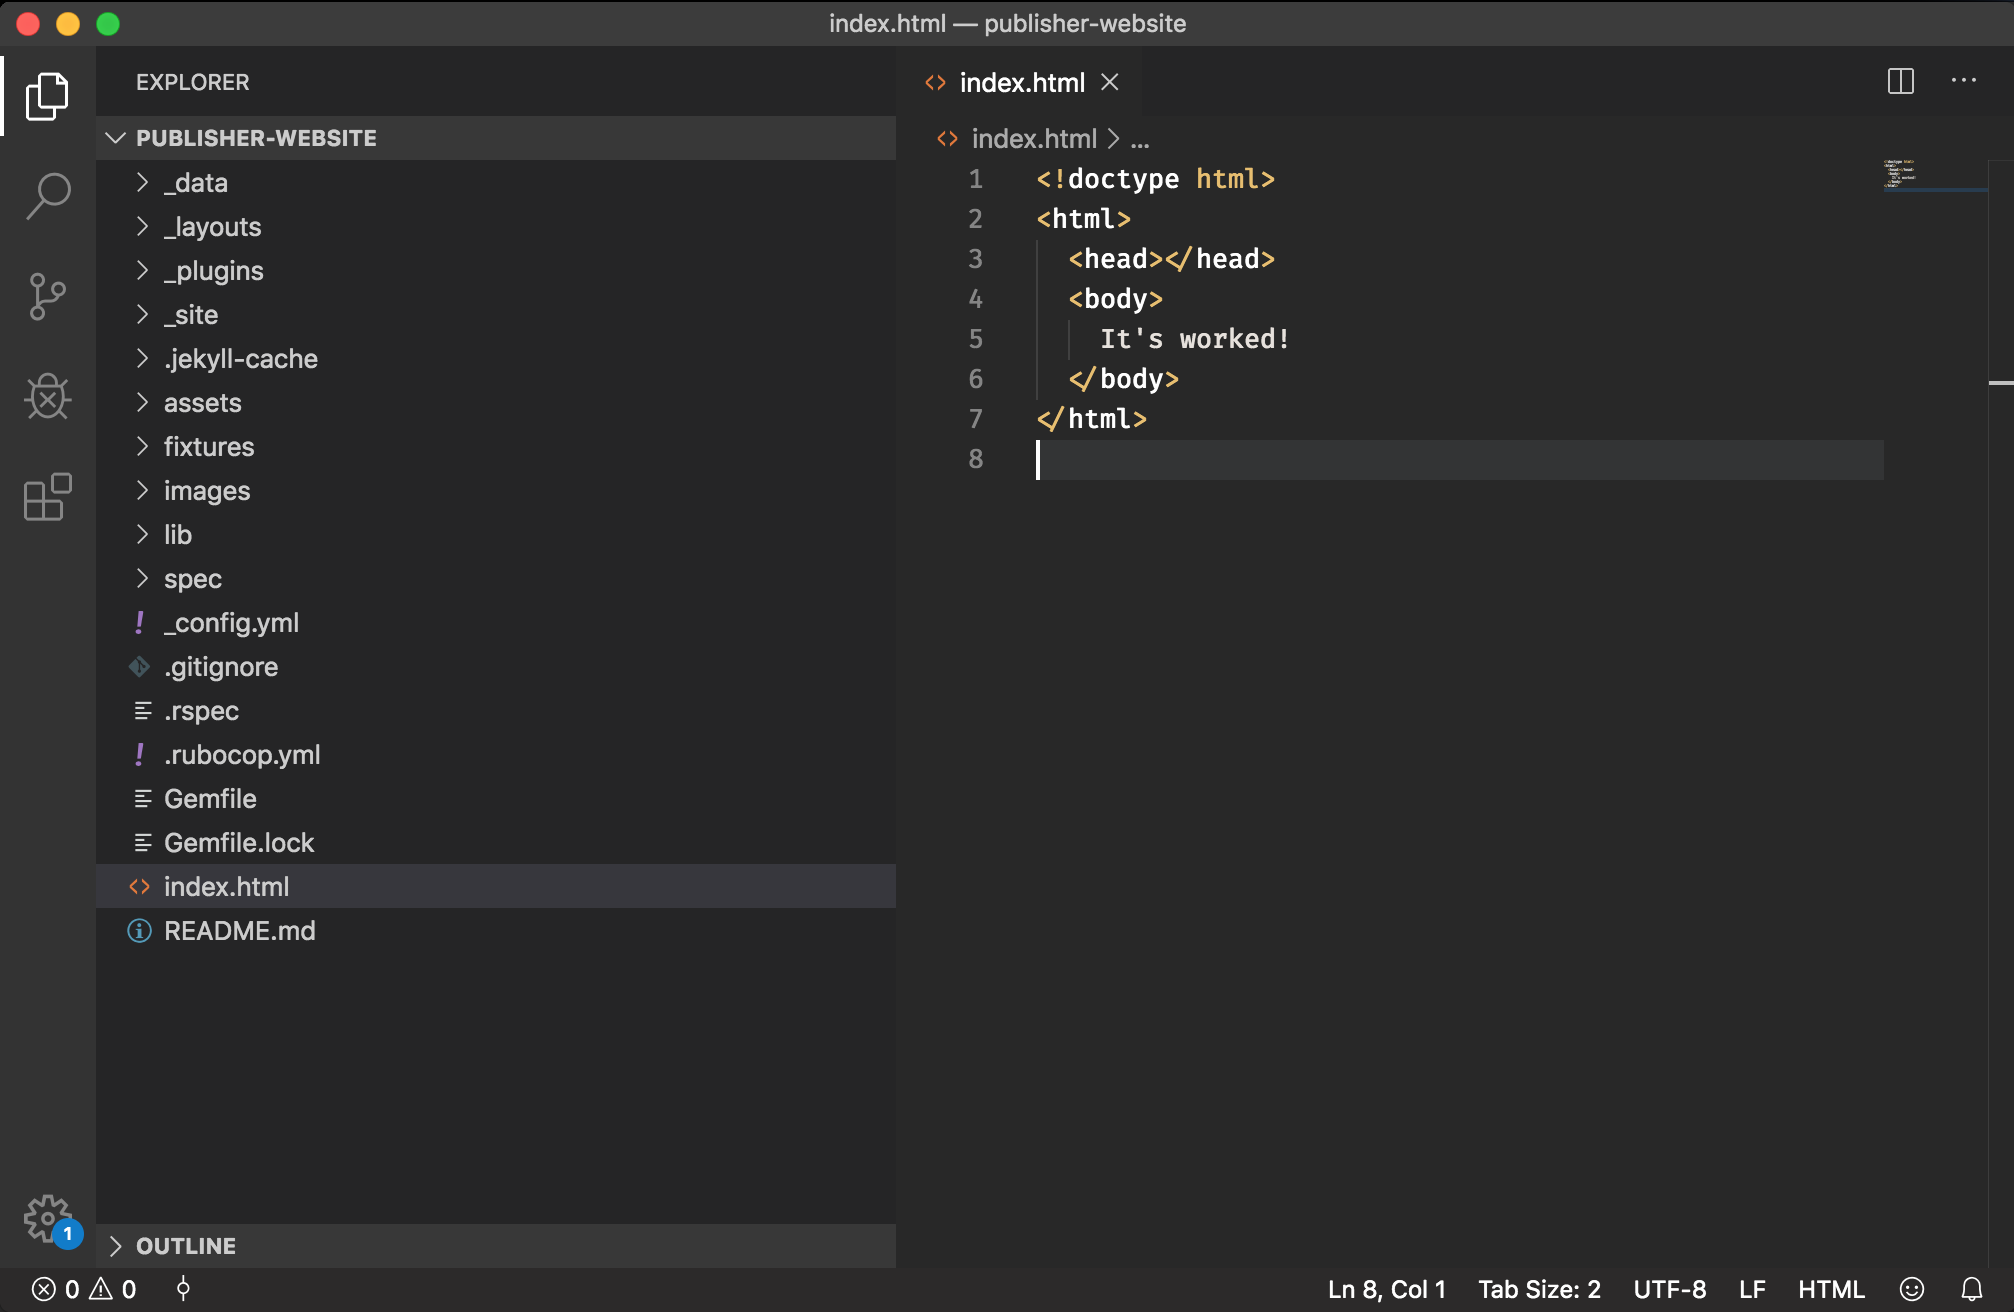 index.html — publisher-website
EXPLORER
PUBLISHER-WEBSITE
_data
_layouts
_plugins
_site
.jekyll-cache
assets
fixtures
images
lib
spec
_config.yml
.gitignore
.rspec
.rubocop.yml
Gemfile
Gemfile.lock
index.html
README.md
OUTLINE
1
index.html
index.html > ...
1 <!doctype html>
2 <html>
3 <head></head>
4 <body>
5 It's worked!
6 </body>
7 </html>
8
0 0
Ln 8, Col 1 Tab Size: 2 UTF-8 LF HTML